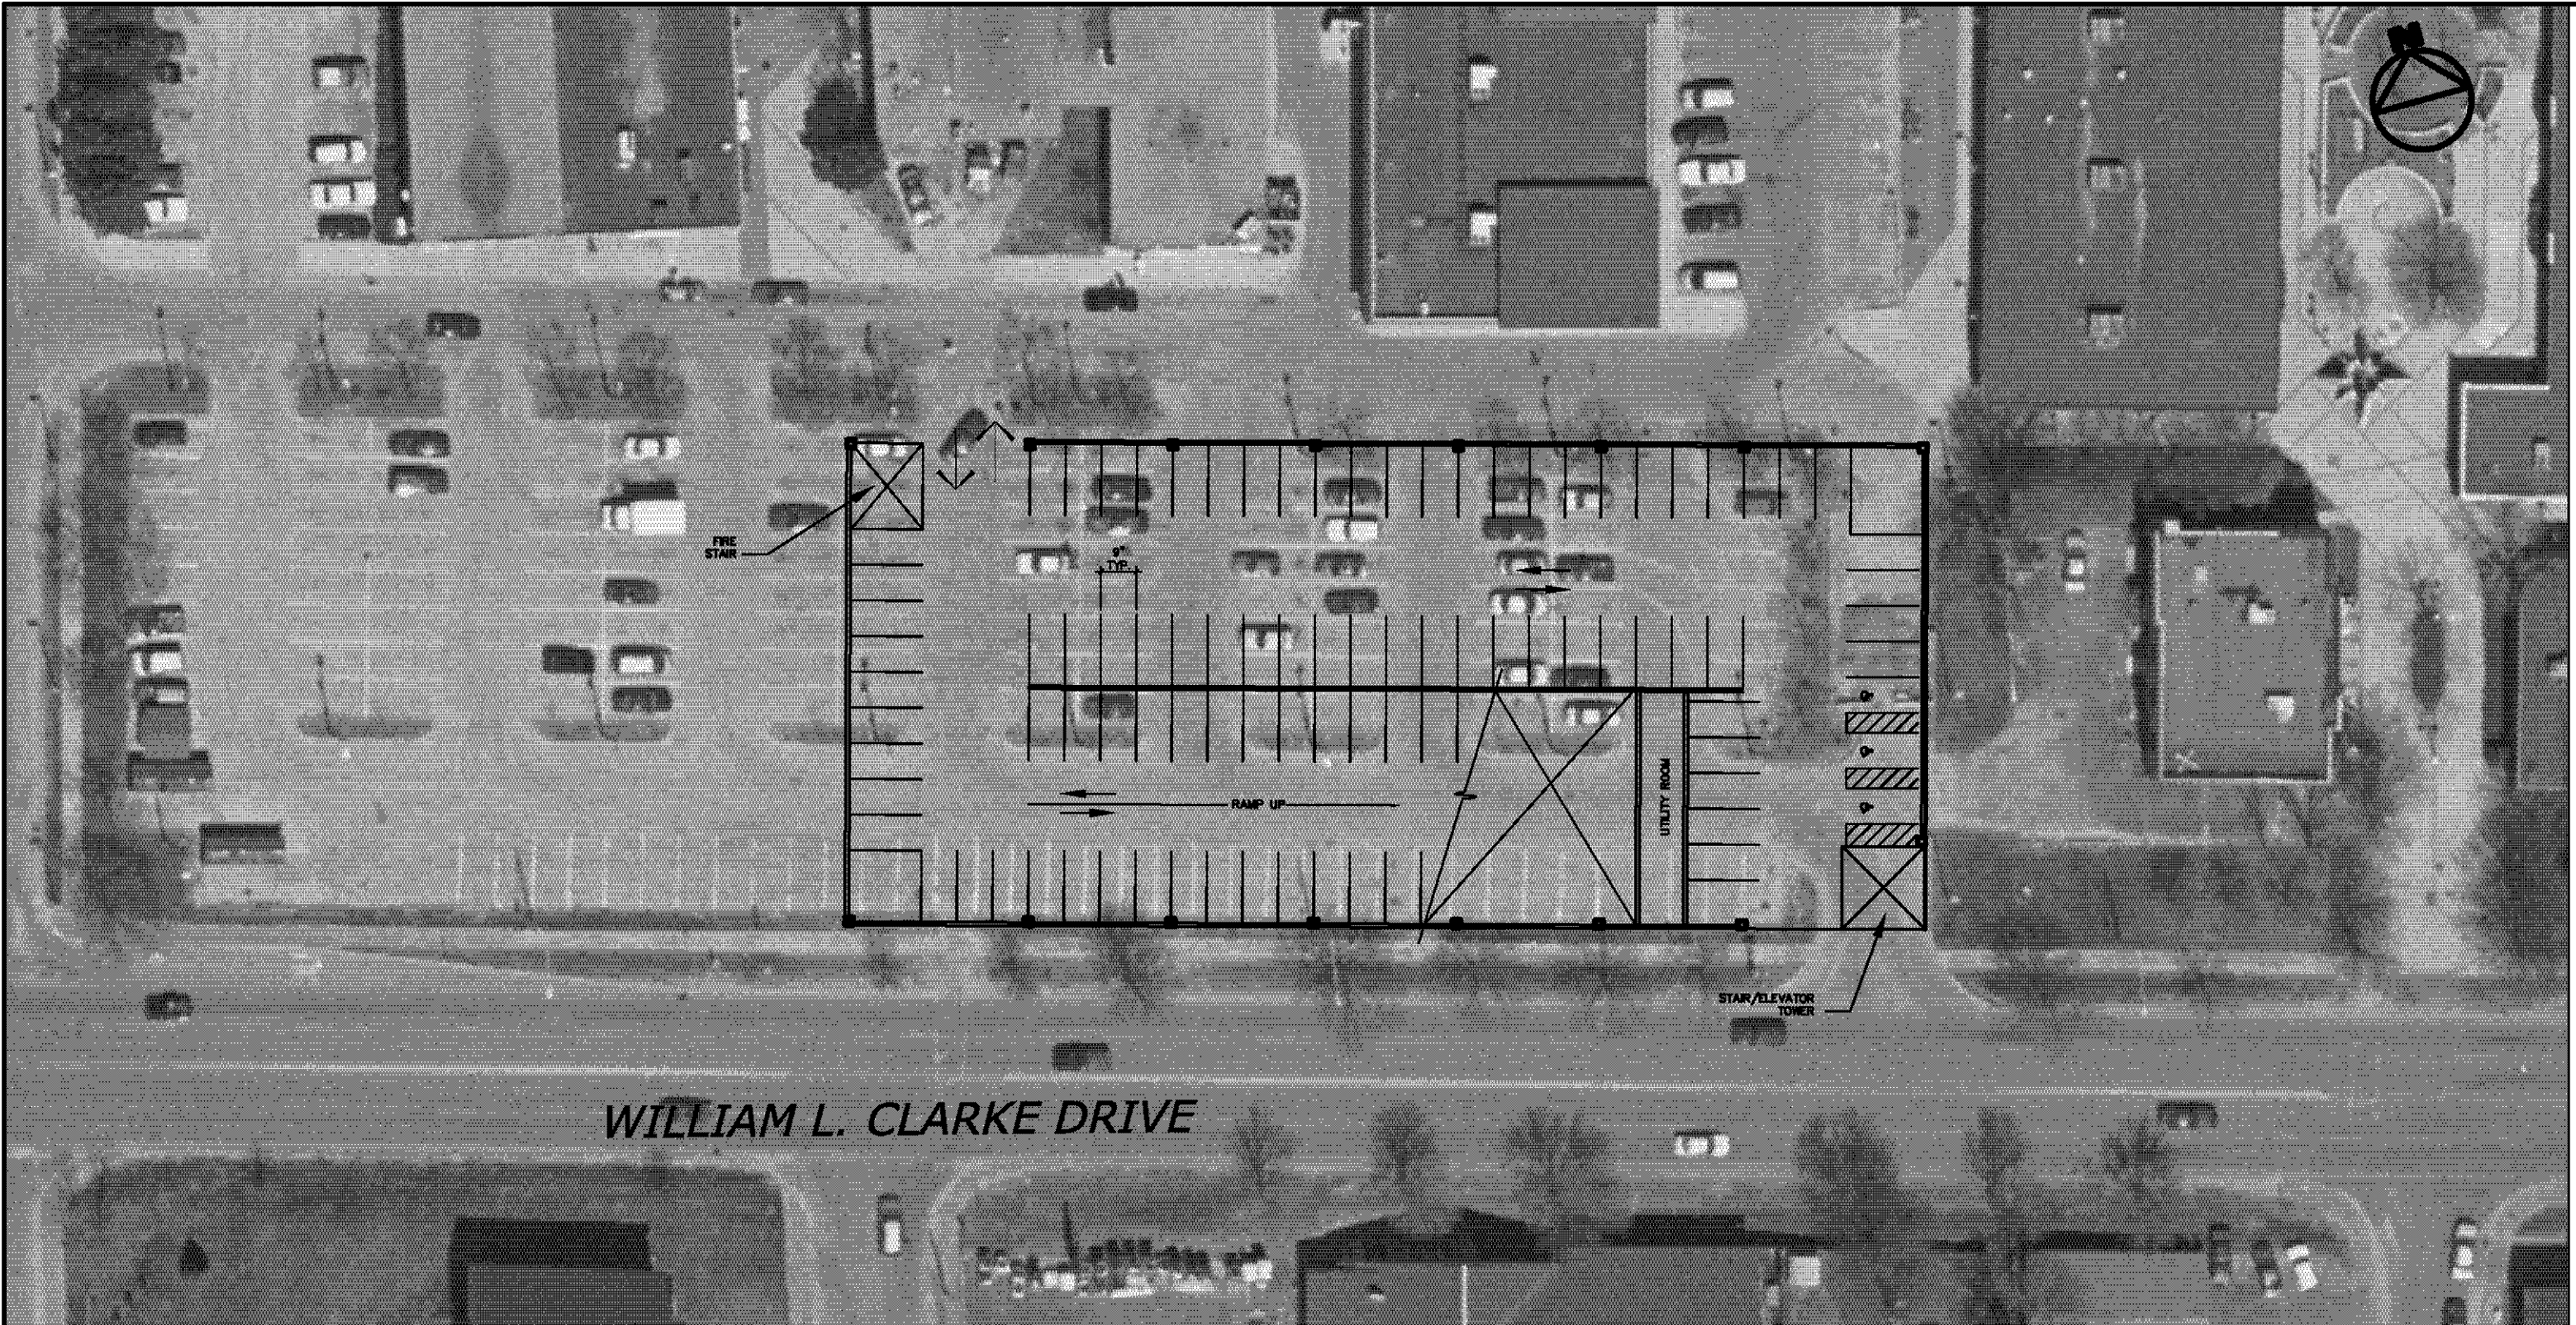 N
FIRE
STAIR
9"
TYP.
RAMP UP
UTILITY ROOM
STAIR/ELEVATOR
TOWER
WILLIAM L. CLARKE DRIVE